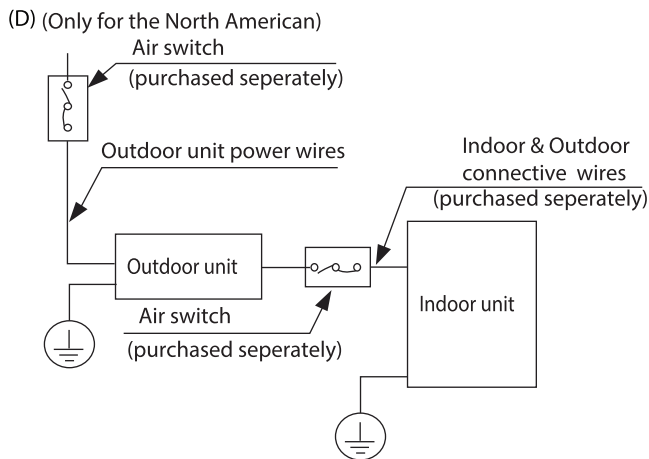 (D) (Only for the North American)
Air switch
(purchased seperately)
Outdoor unit power wires
Indoor & Outdoor
connective wires
(purchased seperately)
Outdoor unit
Indoor unit
Air switch
(purchased seperately)